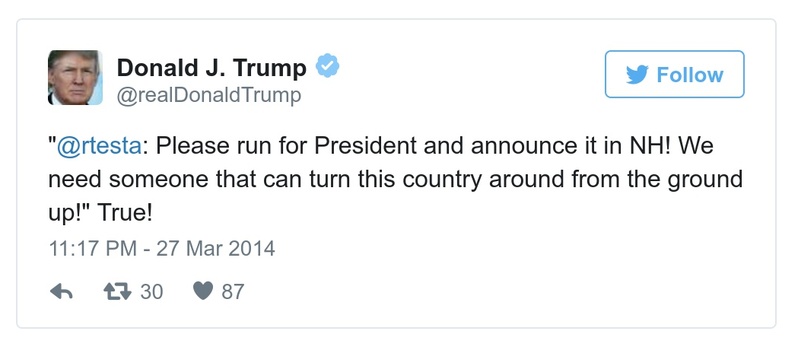 Donald J. Trump
Follow
@realDonaldTrump
"@rtesta: Please run for President and announce it in NH! We
need someone that can turn this country around from the ground
up!" True!
11:17 PM - 27 Mar 2014
30 87